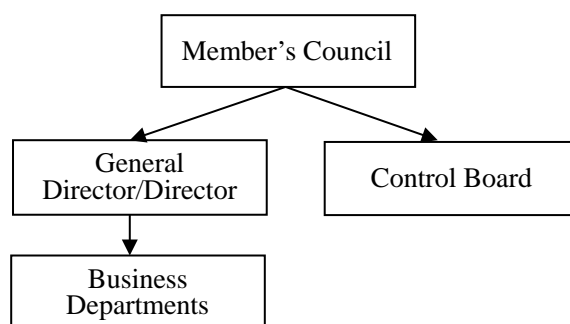 Member’s Council
General
Director/Director
Control Board
Business
Departments